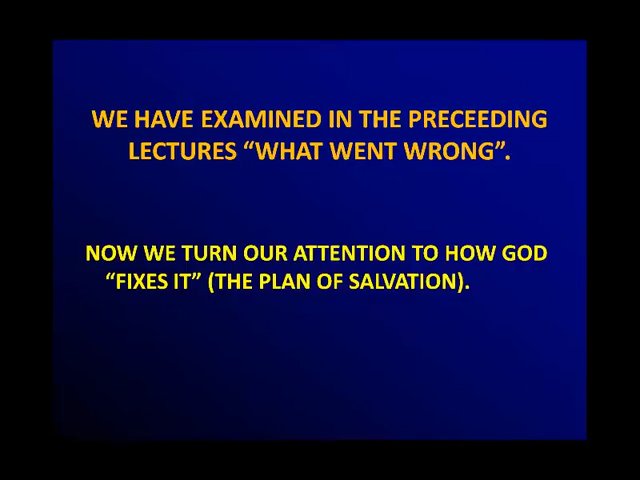 WE HAVE EXAMINED IN THE PRECEEDING
LECTURES “WHAT WENT WRONG”.
NOW WE TURN OUR ATTENTION TO HOW GOD
“FIXES IT” (THE PLAN OF SALVATION).